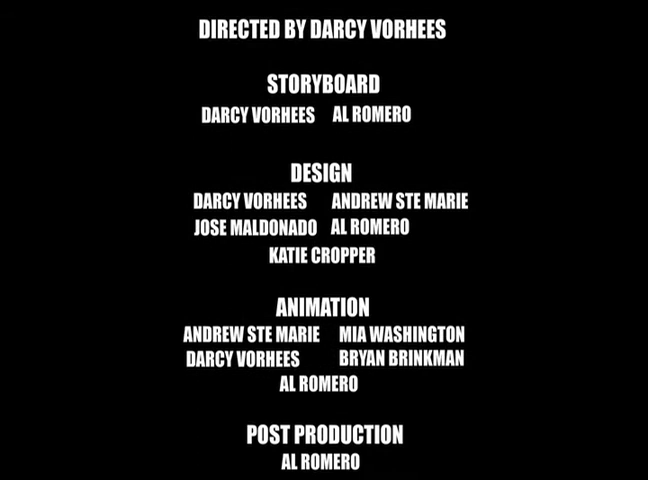 DIRECTED BY DARCY VORHEES
STORYBOARD
DARCY VORHEES AL ROMERO
DESIGN
DARCY VORHEES ANDREW STE MARIE
JOSE MALDONADO AL ROMERO
KATIE CROPPER
ANIMATION
ANDREW STE MARIE MIA WASHINGTON
DARCY VORHEES BRYAN BRINKMAN
AL ROMERO
POST PRODUCTION
AL ROMERO